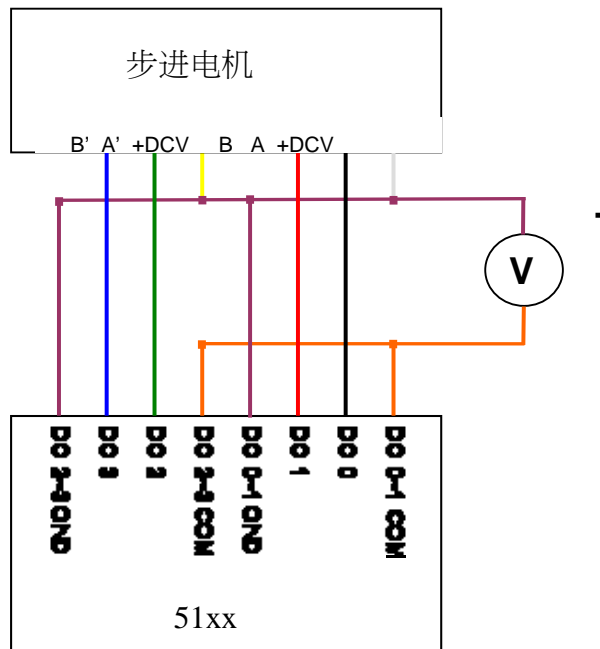 步进电机
B' A' +DCV B A +DCV
V
DO 2-3 GND
DO 3
DO 2
DO 2-3 COM
DO 0-1 GND
DO 1
DO 0
DO 0-1 COM
51xx